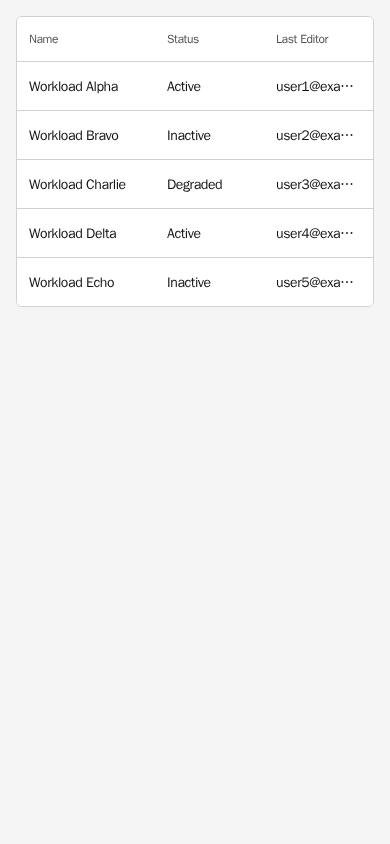 Name Status Last Editor
Workload Alpha Active user1@exa···
Workload Bravo Inactive user2@exa···
Workload Charlie Degraded user3@exa···
Workload Delta Active user4@exa···
Workload Echo Inactive user5@exa···